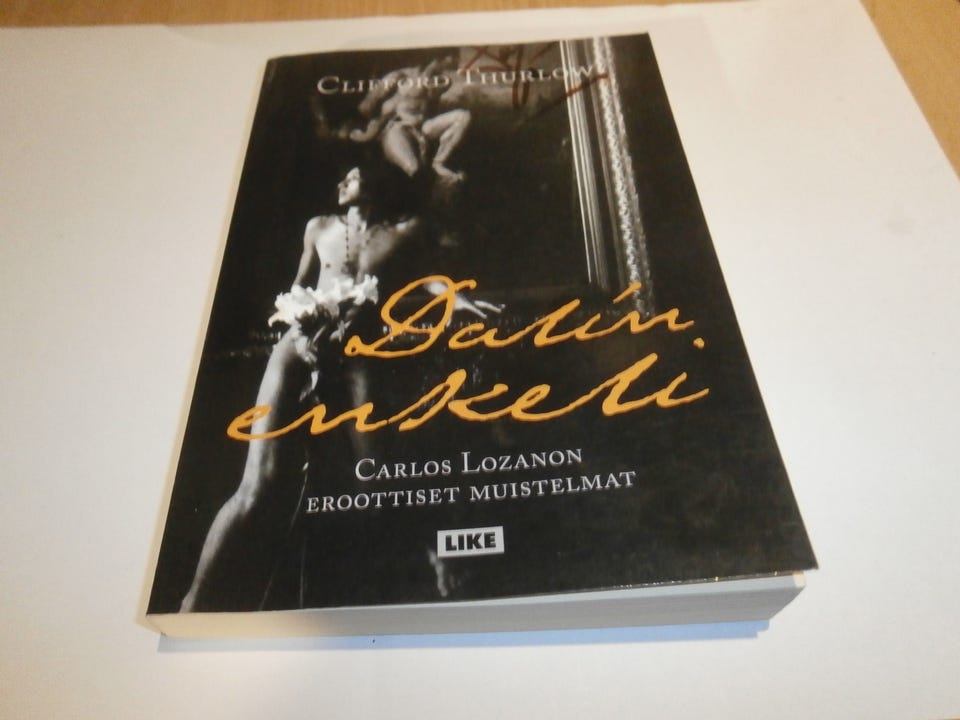 CLIFFORD THURLOW
Dalín
enkeli
CARLOS LOZANON
EROOTTISET MUISTELMAT
LIKE